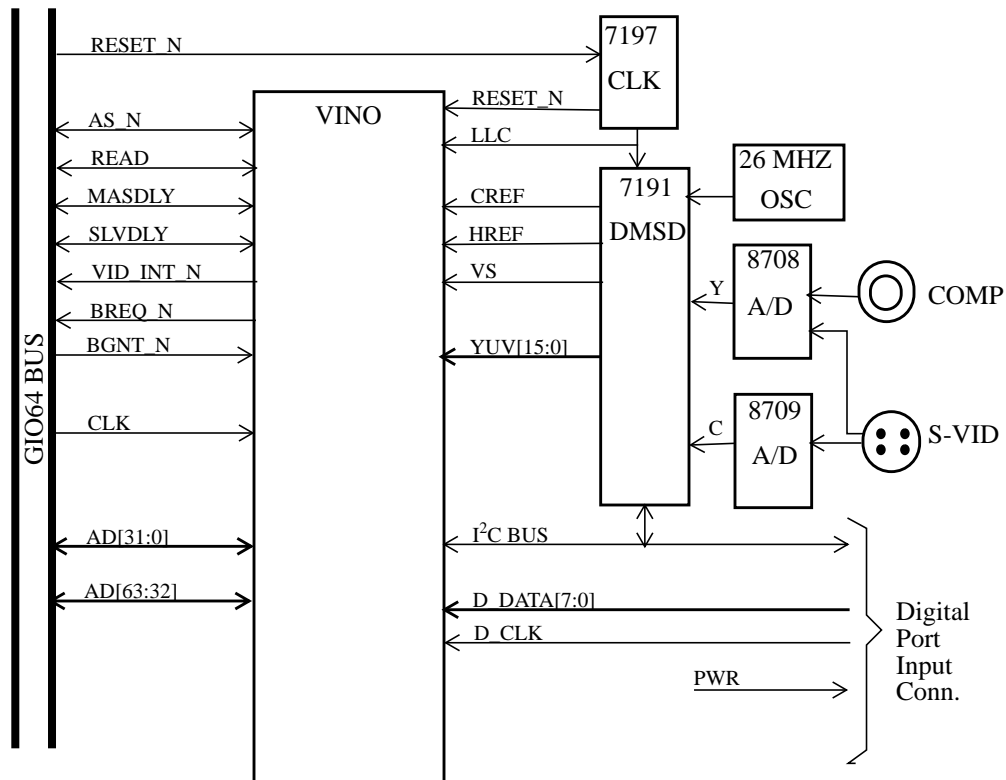 RESET_N
7197
CLK
VINO
RESET_N
AS_N
LLC
READ
7191
DMSD
26 MHZ
OSC
MASDLY
CREF
SLVDLY
HREF
VID_INT_N
VS
8708
A/D
Y
COMP
BREQ_N
BGNT_N
YUV[15:0]
GIO64 BUS
CLK
8709
A/D
C
S-VID
AD[31:0]
I²C BUS
AD[63:32]
D_DATA[7:0]
D_CLK
PWR
Digital
Port
Input
Conn.